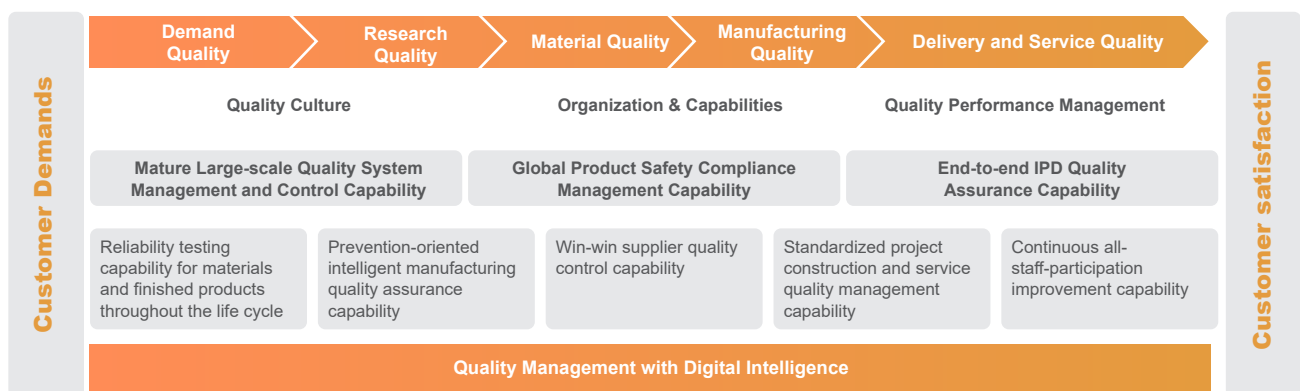 Customer Demands
Demand
Quality
Research
Quality
Material Quality
Manufacturing
Quality
Delivery and Service Quality
Quality Culture
Organization & Capabilities
Quality Performance Management
Mature Large-scale Quality System
Management and Control Capability
Global Product Safety Compliance
Management Capability
End-to-end IPD Quality
Assurance Capability
Reliability testing
capability for materials
and finished products
throughout the life cycle
Prevention-oriented
intelligent manufacturing
quality assurance
capability
Win-win supplier quality
control capability
Standardized project
construction and service
quality management
capability
Continuous all-
staff-participation
improvement capability
Quality Management with Digital Intelligence
Customer satisfaction